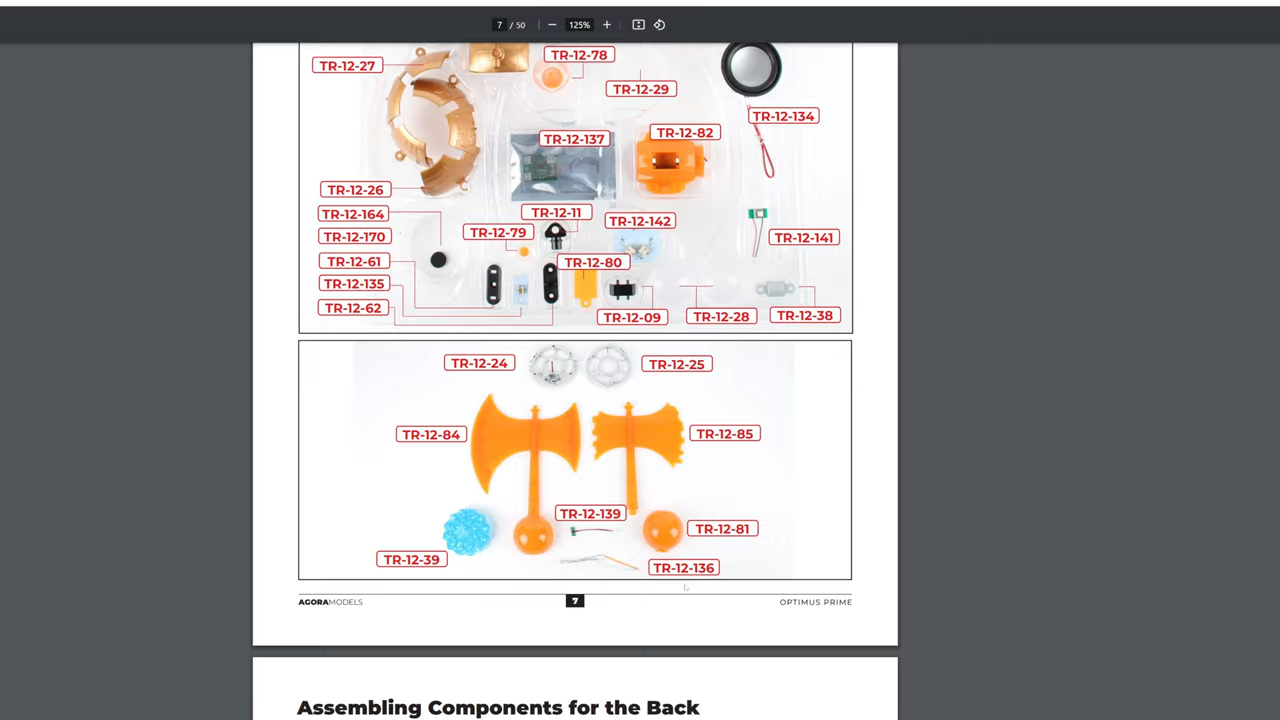 7 / 50 125%
TR-12-27
TR-12-78
TR-12-29
TR-12-134
TR-12-137
TR-12-82
TR-12-26
TR-12-164
TR-12-11
TR-12-142
TR-12-170
TR-12-79
TR-12-141
TR-12-61
TR-12-80
TR-12-135
TR-12-62
TR-12-09
TR-12-28
TR-12-38
TR-12-24
TR-12-25
TR-12-84
TR-12-85
TR-12-139
TR-12-81
TR-12-39
TR-12-136
AGORAMODELS 7 OPTIMUS PRIME
Assembling Components for the Back